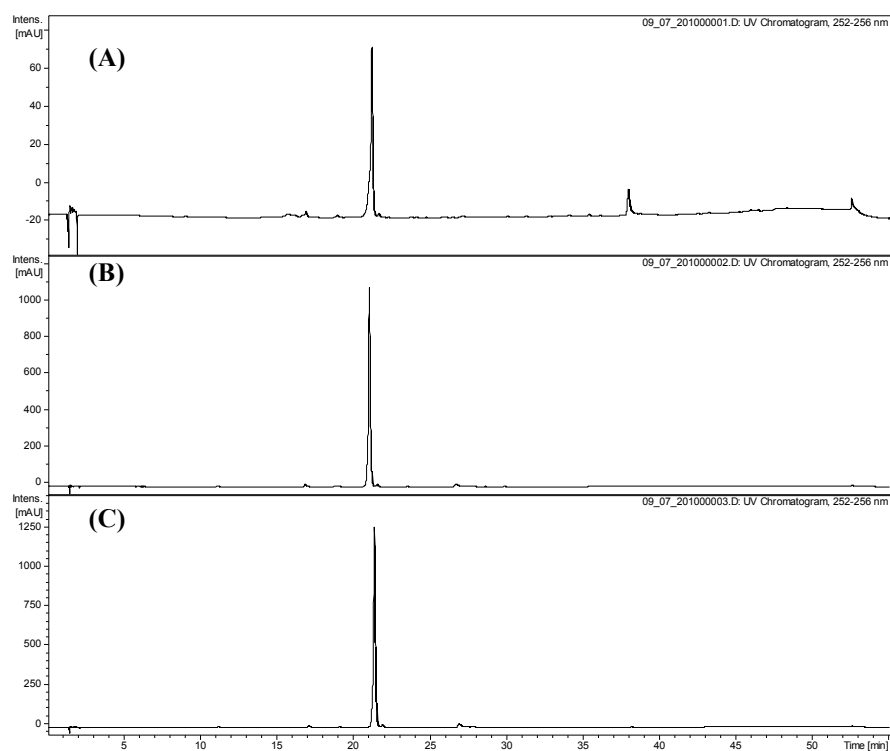 Intens.
[mAU]
09_07_201000001.D: UV Chromatogram, 252-256 nm
(A)
60
40
20
0
-20
Intens.
[mAU]
09_07_201000002.D: UV Chromatogram, 252-256 nm
(B)
1000
800
600
400
200
0
Intens.
[mAU]
09_07_201000003.D: UV Chromatogram, 252-256 nm
(C)
1250
1000
750
500
250
0
5 10 15 20 25 30 35 40 45 50 Time [min]